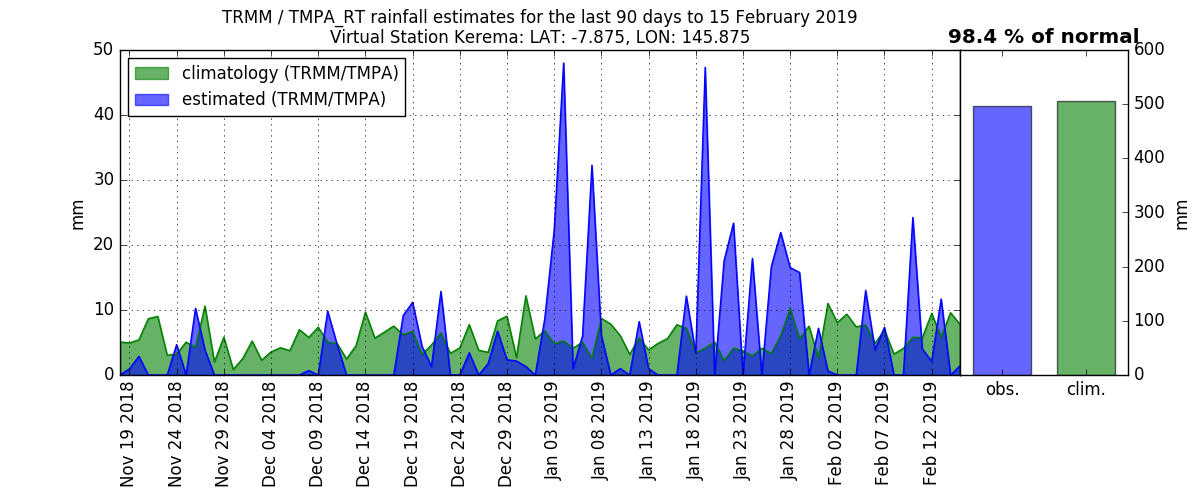 TRMM / TMPA_RT rainfall estimates for the last 90 days to 15 February 2019
Virtual Station Kerema: LAT: -7.875, LON: 145.875
98.4 % of normal
climatology (TRMM/TMPA)
estimated (TRMM/TMPA)
50
40
30
20
10
0
mm
600
500
400
300
200
100
0
mm
Nov 19 2018
Nov 24 2018
Nov 29 2018
Dec 04 2018
Dec 09 2018
Dec 14 2018
Dec 19 2018
Dec 24 2018
Dec 29 2018
Jan 03 2019
Jan 08 2019
Jan 13 2019
Jan 18 2019
Jan 23 2019
Jan 28 2019
Feb 02 2019
Feb 07 2019
Feb 12 2019
obs.
clim.